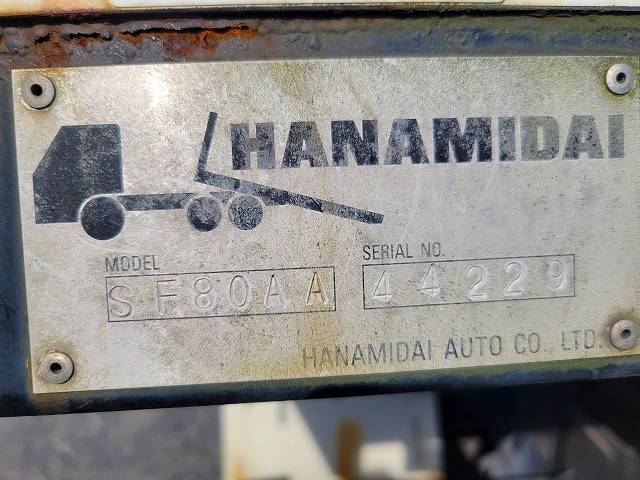 HANAMIDAI
MODEL
SF80AA
SERIAL NO.
44229
HANAMIDAI AUTO CO., LTD.